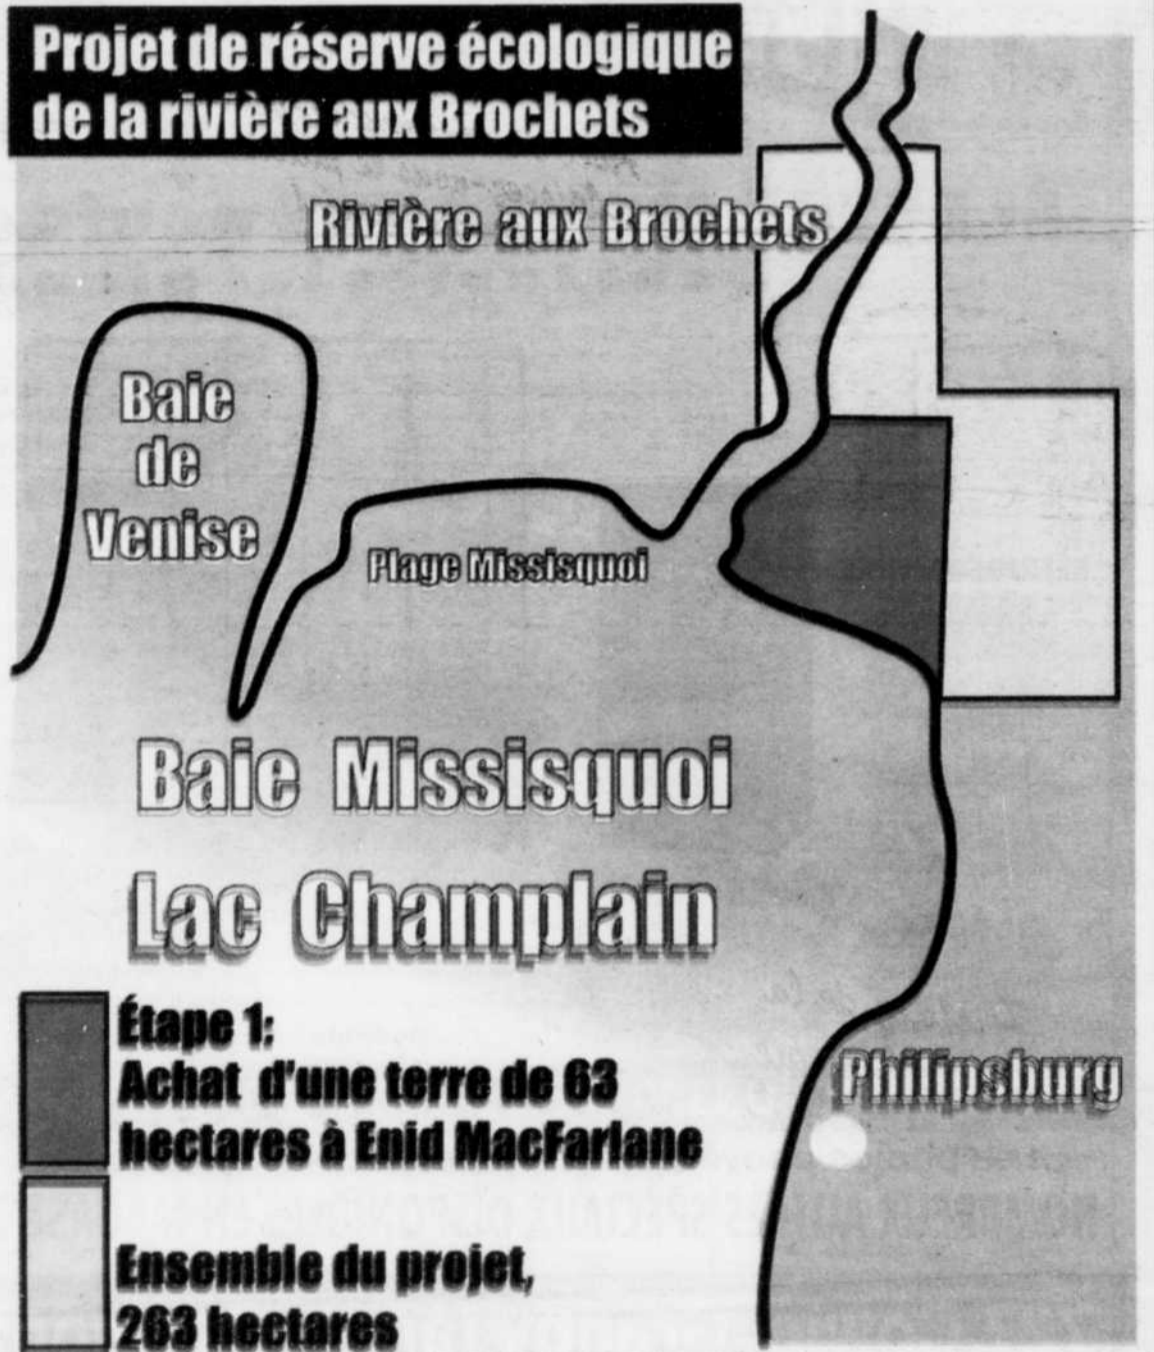 Projet de réserve écologique
de la rivière aux Brochets
Rivière aux Brochets
Baie
de
Venise
Plage Missisquoi
Baie Missisquoi
Lac Champlain
Philipsburg
Étape 1:
Achat d'une terre de 63
hectares à Enid MacFarlane
Ensemble du projet,
263 hectares